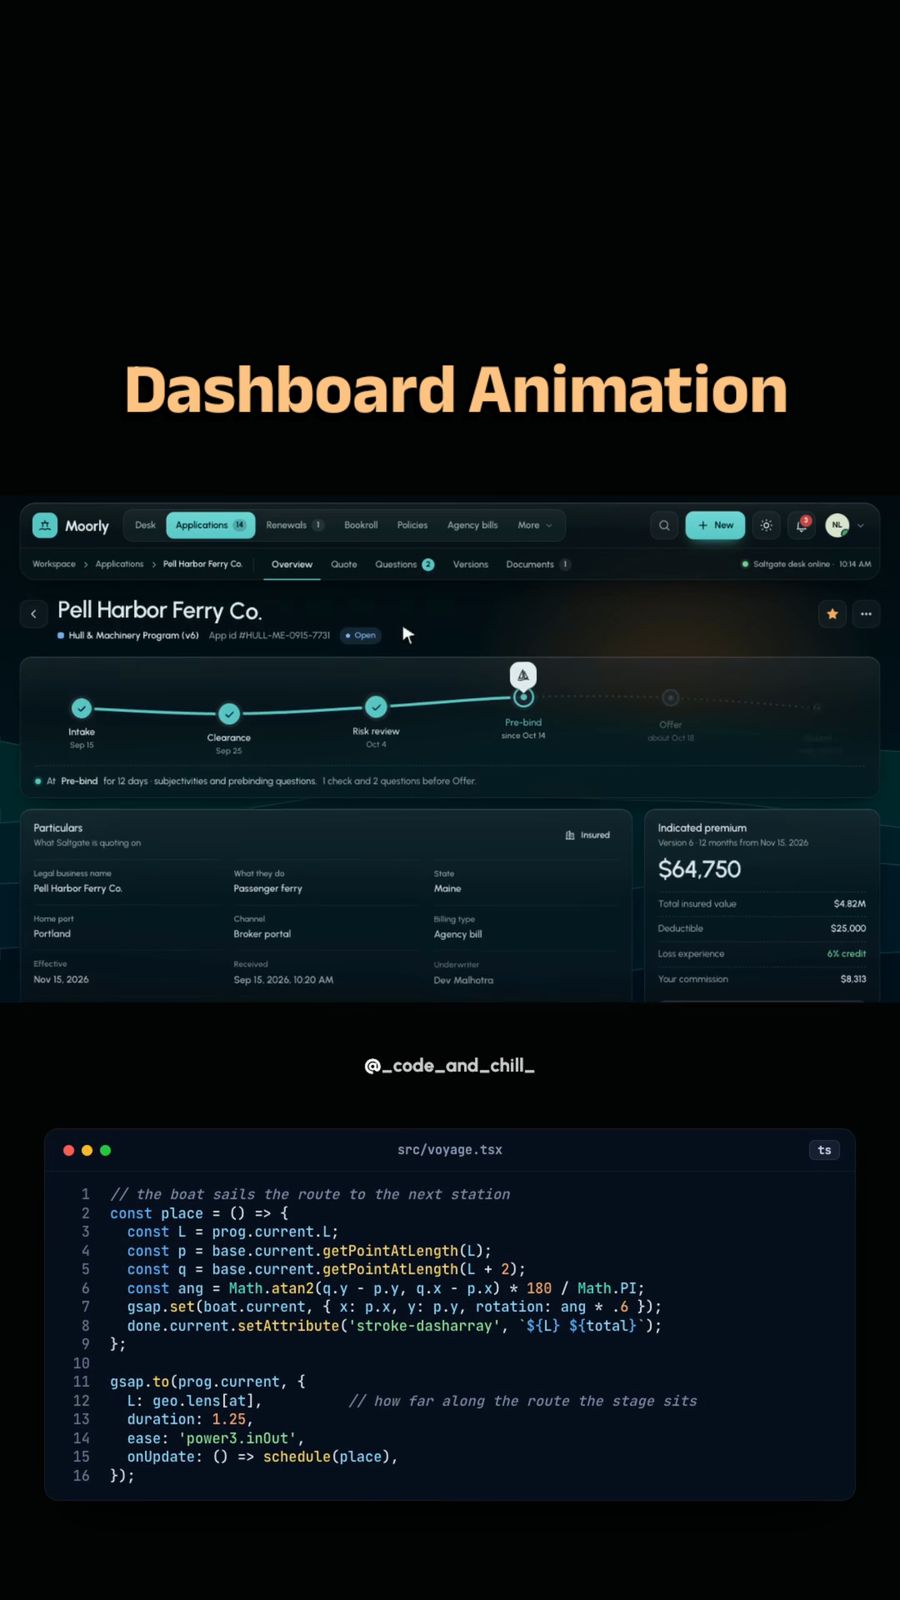 Dashboard Animation
Moorly Desk Applications 14 Renewals 1 Bookroll Policies Agency bills More + New 3 NL
Workspace > Applications > Pell Harbor Ferry Co. Overview Quote Questions 2 Versions Documents 1 Saltgate desk online · 10:14 AM
Pell Harbor Ferry Co.
Hull & Machinery Program (v6) App id #HULL-ME-0915-7731 Open
Intake
Sep 15
Clearance
Sep 25
Risk review
Oct 4
Pre-bind
since Oct 14
Offer
about Oct 18
At Pre-bind for 12 days · subjectivities and prebinding questions. 1 check and 2 questions before Offer.
Particulars
What Saltgate is quoting on
Insured
Legal business name What they do State
Pell Harbor Ferry Co. Passenger ferry Maine
Home port Channel Billing type
Portland Broker portal Agency bill
Effective Received Underwriter
Nov 15, 2026 Sep 15, 2026, 10:20 AM Dev Malhotra
Indicated premium
Version 6 · 12 months from Nov 15, 2026
$64,750
Total insured value $4.82M
Deductible $25,000
Loss experience 6% credit
Your commission $8,313
@_code_and_chill_
src/voyage.tsx ts
1 // the boat sails the route to the next station
2 const place = () => {
3 const L = prog.current.L;
4 const p = base.current.getPointAtLength(L);
5 const q = base.current.getPointAtLength(L + 2);
6 const ang = Math.atan2(q.y - p.y, q.x - p.x) * 180 / Math.PI;
7 gsap.set(boat.current, { x: p.x, y: p.y, rotation: ang * .6 });
8 done.current.setAttribute('stroke-dasharray', `${L} ${total}`);
9 };
10
11 gsap.to(prog.current, {
12 L: geo.lens[at], // how far along the route the stage sits
13 duration: 1.25,
14 ease: 'power3.inOut',
15 onUpdate: () => schedule(place),
16 });